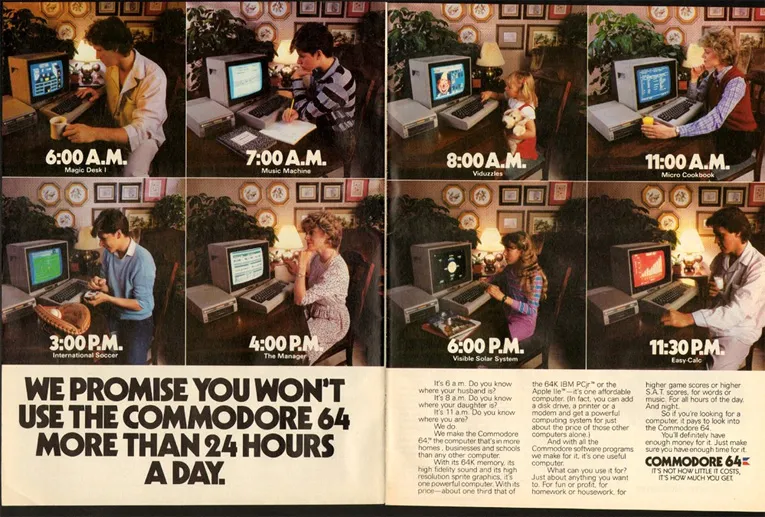 6:00 A.M.
Magic Desk I
7:00 A.M.
Music Machine
8:00 A.M.
Viduzzles
11:00 A.M.
Micro Cookbook
3:00 P.M.
International Soccer
4:00 P.M.
The Manager
6:00 P.M.
Visible Solar System
11:30 P.M.
Easy Calc
WE PROMISE YOU WON'T
USE THE COMMODORE 64
MORE THAN 24 HOURS
A DAY.
It's 6 a.m. Do you know
where your husband is?
It's 8 a.m. Do you know
where your daughter is?
It's 11 a.m. Do you know
where you are?
We do.
We make the Commodore
64,™ the computer that's in more
homes, businesses and schools
than any other computer.
With its 64K memory, its
high fidelity sound and its high
resolution sprite graphics, it's
one powerful computer. With its
price—about one third that of
the 64K IBM PCjr™ or the
Apple IIe™—it's one affordable
computer. (In fact, you can add
a disk drive, a printer or a
modem and get a powerful
computing system for just
about the price of those other
computers alone.)
And with all the
Commodore software programs
we make for it, it's one useful
computer.
What can you use it for?
Just about anything you want
to. For fun or profit, for
homework or housework, for
higher game scores or higher
S.A.T. scores, for words or
music. For all hours of the day.
And night.
So if you're looking for a
computer, it pays to look into
the Commodore 64.
You'll definitely have
enough money for it. Just make
sure you have enough time for it.
COMMODORE 64
IT'S NOT HOW LITTLE IT COSTS,
IT'S HOW MUCH YOU GET.